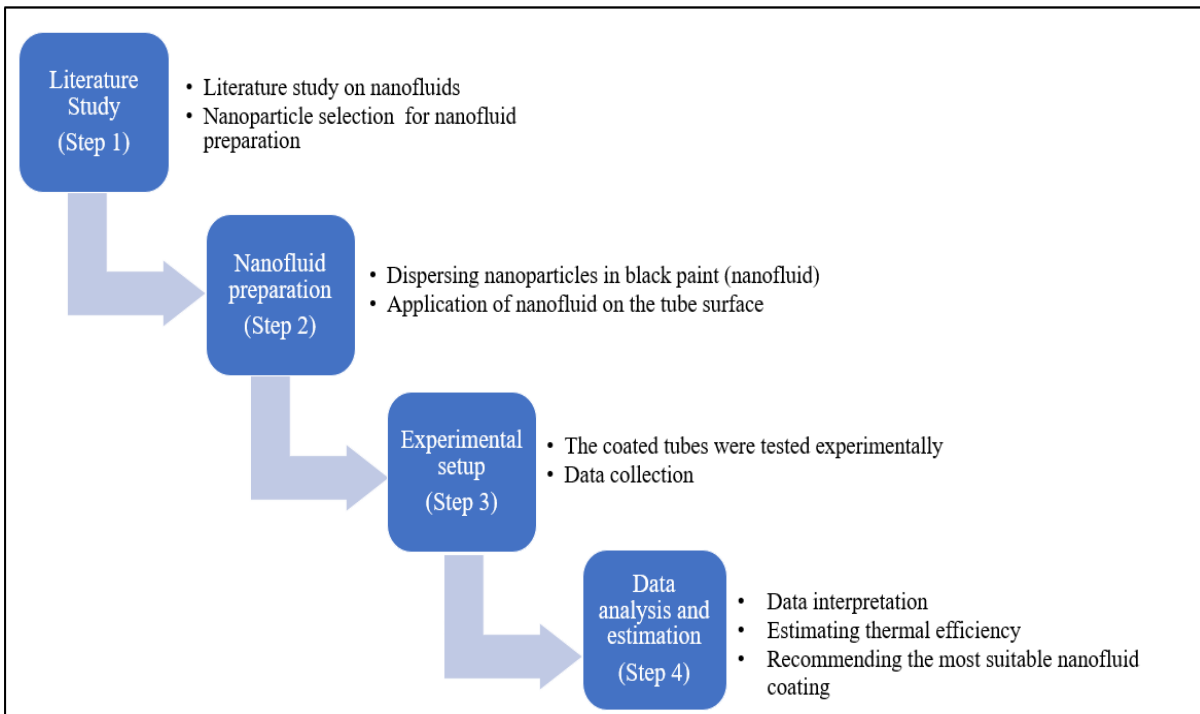 Literature
Study
(Step 1)
• Literature study on nanofluids
• Nanoparticle selection for nanofluid
preparation
Nanofluid
preparation
(Step 2)
• Dispersing nanoparticles in black paint (nanofluid)
• Application of nanofluid on the tube surface
Experimental
setup
(Step 3)
• The coated tubes were tested experimentally
• Data collection
Data
analysis and
estimation
(Step 4)
• Data interpretation
• Estimating thermal efficiency
• Recommending the most suitable nanofluid
coating